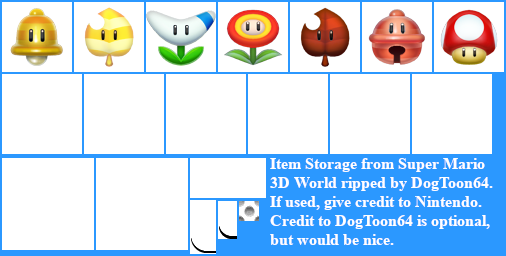 Item Storage from Super Mario
3D World ripped by DogToon64.
If used, give credit to Nintendo.
Credit to DogToon64 is optional,
but would be nice.